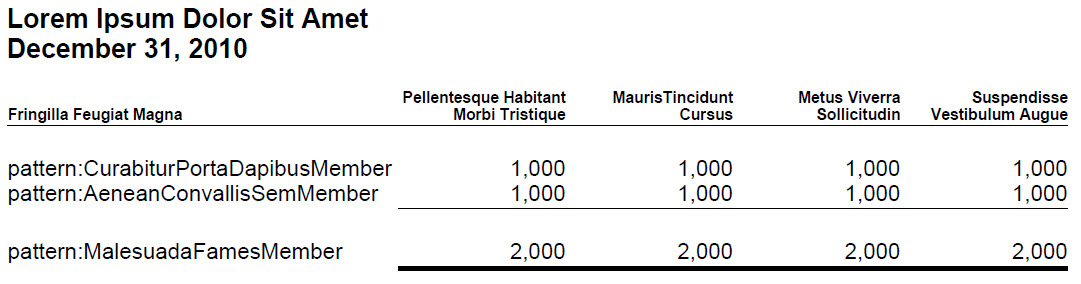 Lorem Ipsum Dolor Sit Amet
December 31, 2010
Pellentesque Habitant MaurisTincidunt Metus Viverra Suspendisse
Fringilla Feugiat Magna Morbi Tristique Cursus Sollicitudin Vestibulum Augue
pattern:CurabiturPortaDapibusMember 1,000 1,000 1,000 1,000
pattern:AeneanConvallisSemMember 1,000 1,000 1,000 1,000
pattern:MalesuadaFamesMember 2,000 2,000 2,000 2,000